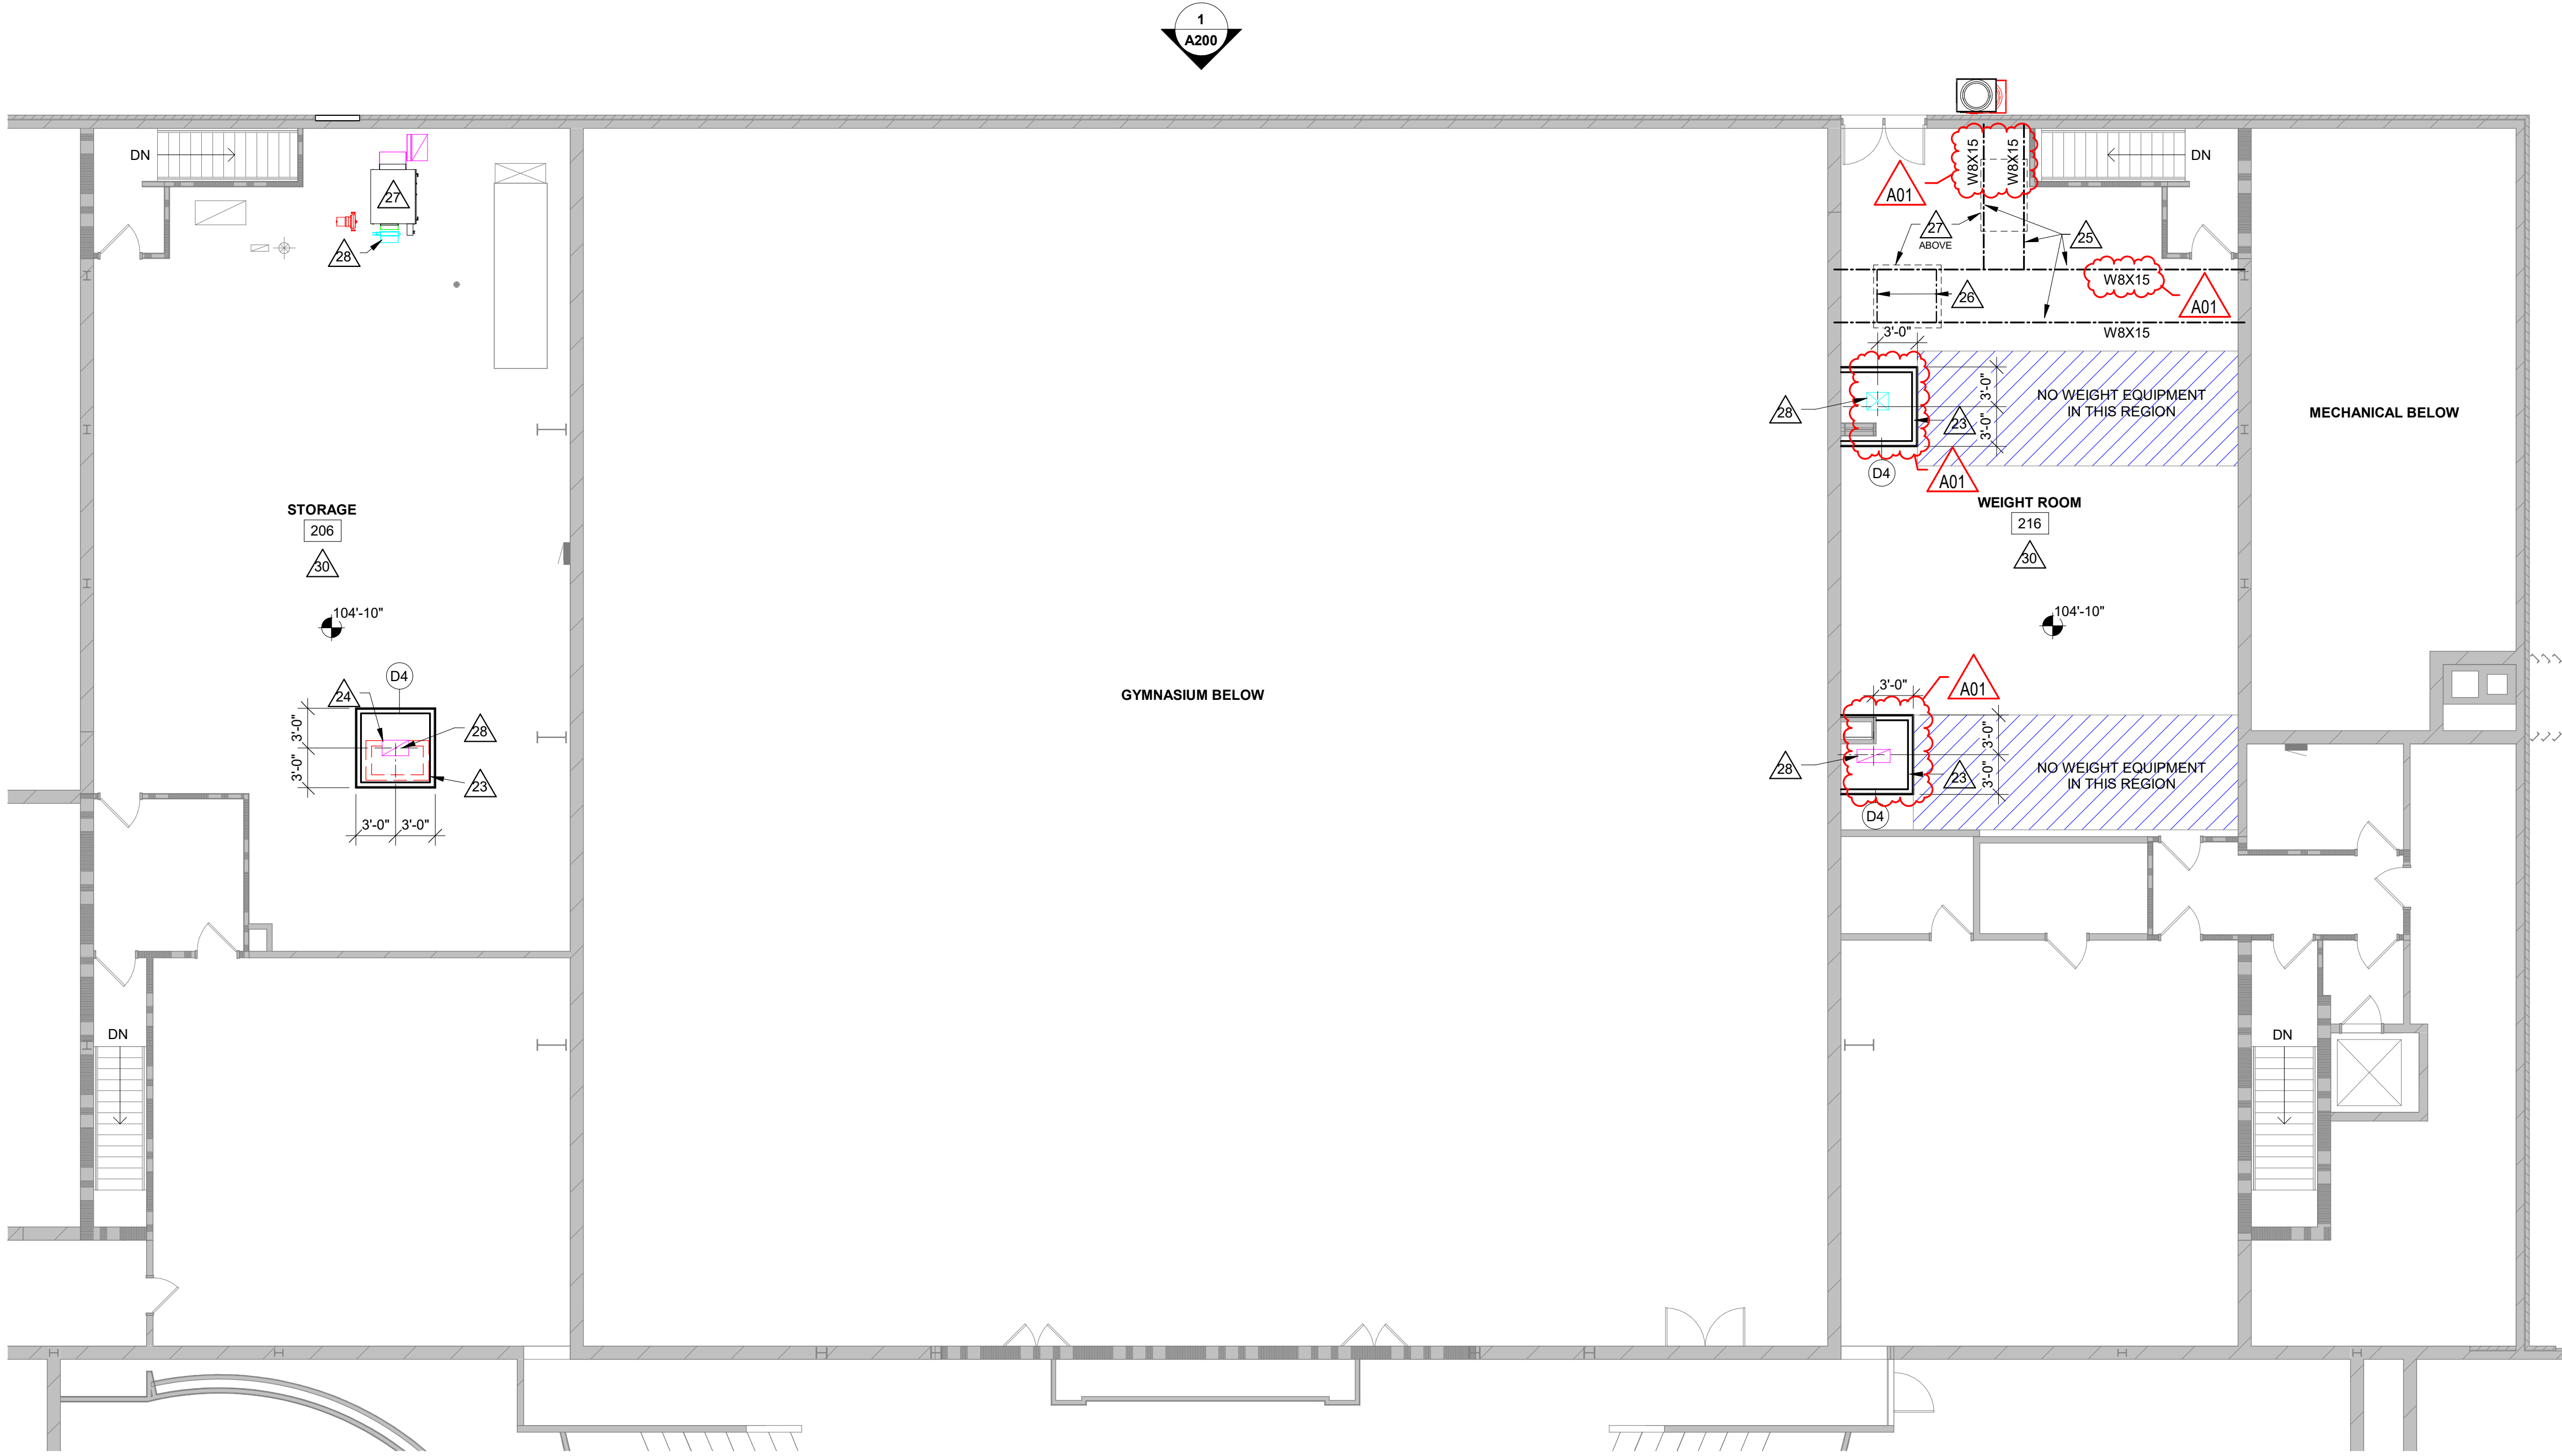 1
A200
DN
27
28
W8X15
W8X15
A01
DN
27
ABOVE
25
W8X15
A01
26
W8X15
3'-0"
28
3'-0"
3'-0"
23
NO WEIGHT EQUIPMENT
IN THIS REGION
MECHANICAL BELOW
D4
A01
STORAGE
206
30
WEIGHT ROOM
216
30
104'-10"
104'-10"
D4
24
28
3'-0"
3'-0"
23
3'-0"
3'-0"
GYMNASIUM BELOW
3'-0"
A01
28
3'-0"
3'-0"
23
NO WEIGHT EQUIPMENT
IN THIS REGION
D4
DN
DN